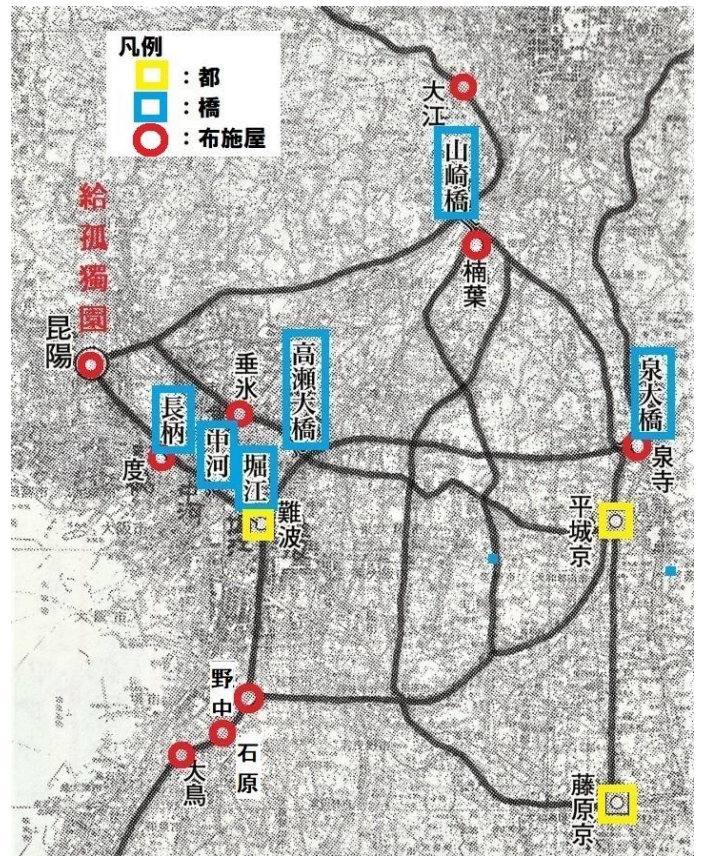 凡例
：都
：橋
：布施屋
大江
山崎橋
楠葉
給孤獨園
昆陽
垂氷
高瀬大橋
長柄
中河
堀江
度
難波
泉大橋
泉寺
平城京
野中
石原
大鳥
藤原京